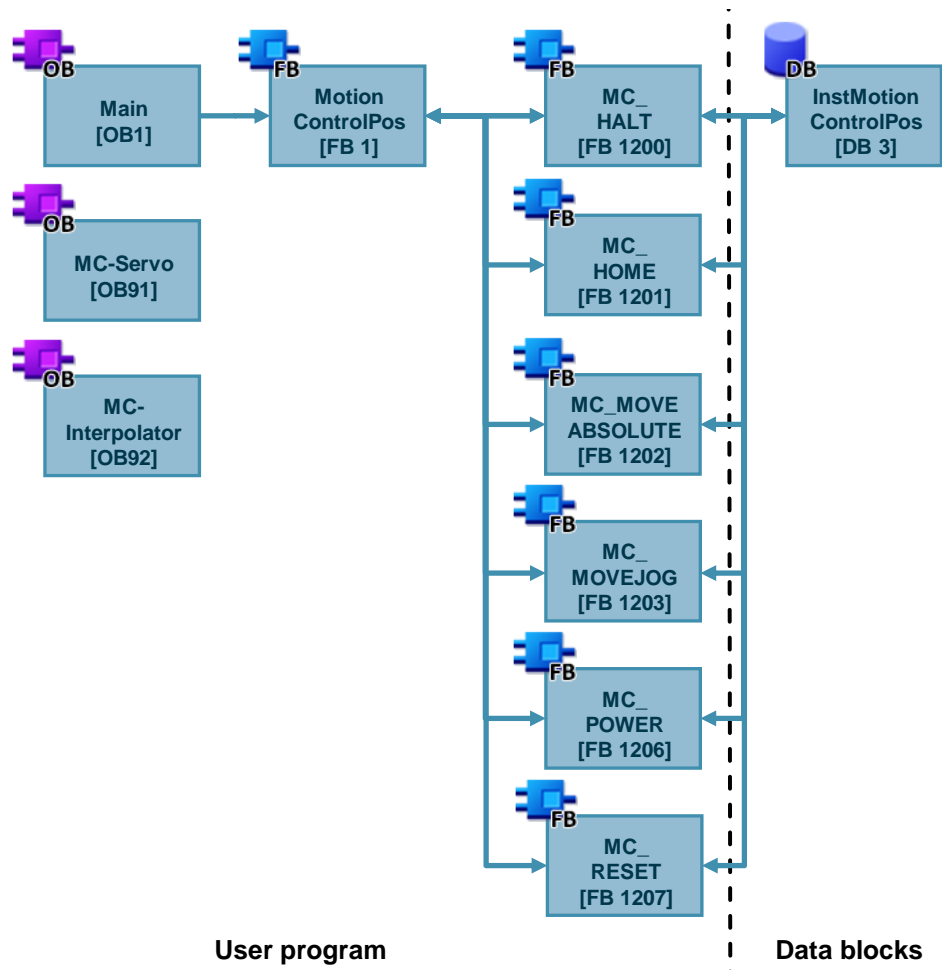 OB
Main
[OB1]
FB
Motion
ControlPos
[FB 1]
FB
MC_
HALT
[FB 1200]
DB
InstMotion
ControlPos
[DB 3]
OB
MC-Servo
[OB91]
FB
MC_
HOME
[FB 1201]
OB
MC-
Interpolator
[OB92]
FB
MC_MOVE
ABSOLUTE
[FB 1202]
FB
MC_
MOVEJOG
[FB 1203]
FB
MC_
POWER
[FB 1206]
FB
MC_
RESET
[FB 1207]
User program
Data blocks